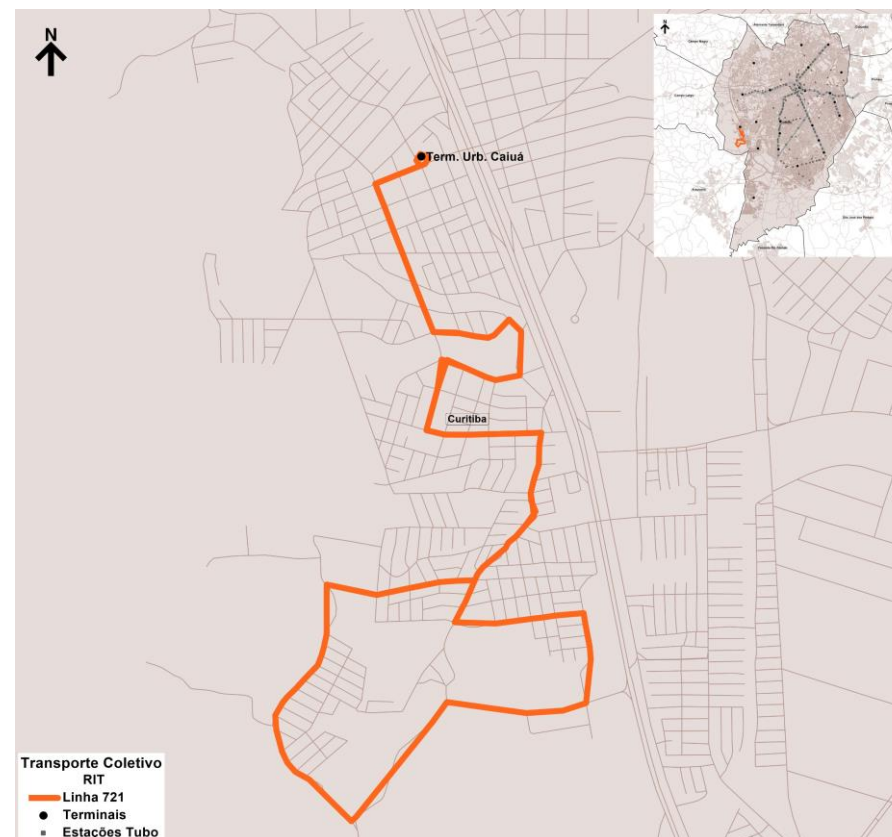 N
Term. Urb. Caiuá
Curitiba
Transporte Coletivo
RIT
Linha 721
Terminais
Estações Tubo